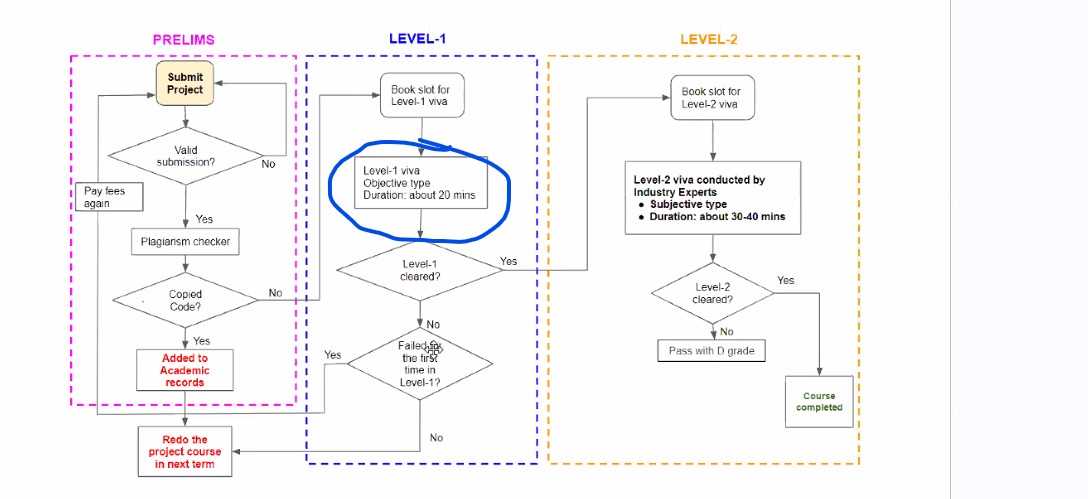 PRELIMS
Submit
Project
Valid
submission?
No
Pay fees
again
Yes
Plagiarism checker
Copied
Code?
No
Yes
Added to
Academic
records
Redo the
project course
in next term
LEVEL-1
Book slot for
Level-1 viva
Level-1 viva
Objective type
Duration: about 20 mins
Level-1
cleared?
Yes
No
Failed for
the first
time in
Level-1?
Yes
No
LEVEL-2
Book slot for
Level-2 viva
Level-2 viva conducted by
Industry Experts
● Subjective type
● Duration: about 30-40 mins
Level-2
cleared?
Yes
No
Pass with D grade
Course
completed